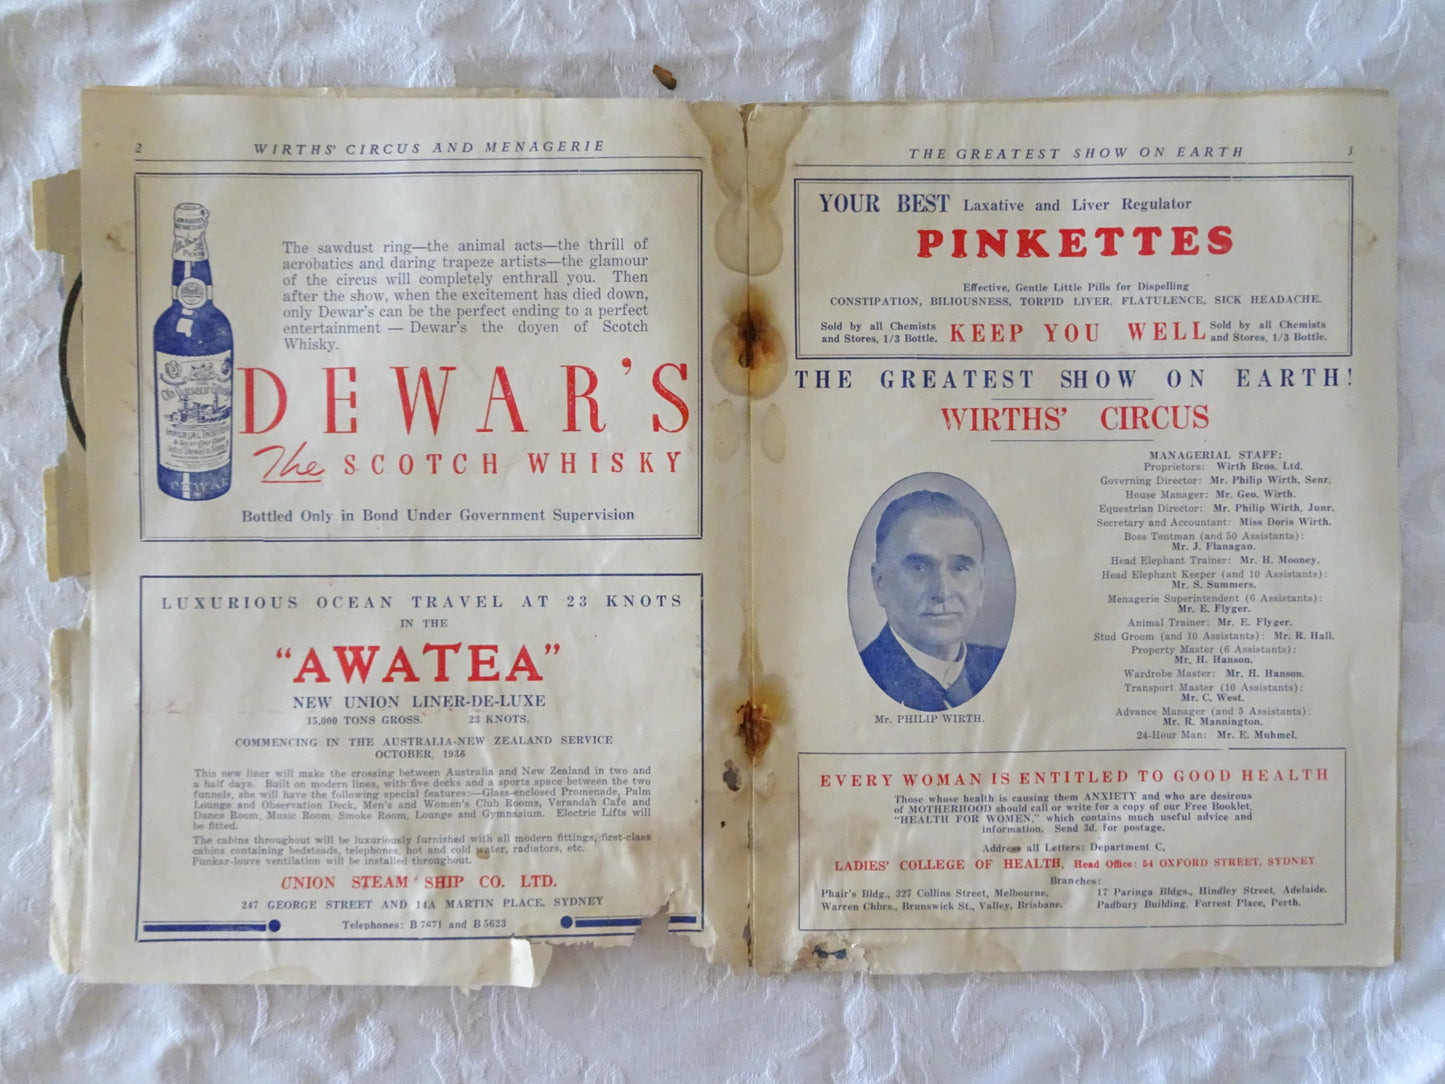 2
WIRTHS' CIRCUS AND MENAGERIE
The sawdust ring—the animal acts—the thrill of
acrobatics and daring trapeze artists—the glamour
of the circus will completely enthrall you. Then
after the show, when the excitement has died down,
only Dewar's can be the perfect ending to a perfect
entertainment — Dewar's the doyen of Scotch
Whisky.
DEWAR'S
The SCOTCH WHISKY
IMPERIAL INSTITUTE
DEWAR
Bottled Only in Bond Under Government Supervision
LUXURIOUS OCEAN TRAVEL AT 23 KNOTS
IN THE
"AWATEA"
NEW UNION LINER-DE-LUXE
15,000 TONS GROSS. 23 KNOTS.
COMMENCING IN THE AUSTRALIA-NEW ZEALAND SERVICE
OCTOBER, 1936
This new liner will make the crossing between Australia and New Zealand in two and
a half days. Built on modern lines, with five decks and a sports space between the two
funnels, she will have the following special features:—Glass-enclosed Promenade, Palm
Lounge and Observation Deck, Men's and Women's Club Rooms, Verandah Cafe and
Dance Room, Music Room, Smoke Room, Lounge and Gymnasium. Electric Lifts will
be fitted.
The cabins throughout will be luxuriously furnished with all modern fittings, first-class
cabins containing bedsteads, telephones, hot and cold water, radiators, etc.
Punkar-louvre ventilation will be installed throughout.
UNION STEAM SHIP CO. LTD.
247 GEORGE STREET AND 14A MARTIN PLACE, SYDNEY
Telephones: B 7671 and B 5623
THE GREATEST SHOW ON EARTH
3
YOUR BEST Laxative and Liver Regulator
PINKETTES
Effective, Gentle Little Pills for Dispelling
CONSTIPATION, BILIOUSNESS, TORPID LIVER, FLATULENCE, SICK HEADACHE.
Sold by all Chemists
and Stores, 1/3 Bottle.
KEEP YOU WELL
Sold by all Chemists
and Stores, 1/3 Bottle.
THE GREATEST SHOW ON EARTH!
WIRTHS' CIRCUS
MANAGERIAL STAFF:
Proprietors: Wirth Bros. Ltd.
Governing Director: Mr. Philip Wirth, Senr.
House Manager: Mr. Geo. Wirth.
Equestrian Director: Mr. Philip Wirth, Junr.
Secretary and Accountant: Miss Doris Wirth.
Boss Tentman (and 50 Assistants):
Mr. J. Flanagan.
Head Elephant Trainer: Mr. H. Mooney.
Head Elephant Keeper (and 10 Assistants):
Mr. S. Summers.
Menagerie Superintendent (6 Assistants):
Mr. E. Flyger.
Animal Trainer: Mr. E. Flyger.
Stud Groom (and 10 Assistants): Mr. R. Hall.
Property Master (6 Assistants):
Mr. H. Hanson.
Wardrobe Master: Mr. H. Hanson.
Transport Master (10 Assistants):
Mr. C. West.
Advance Manager (and 5 Assistants):
Mr. R. Mannington.
24-Hour Man: Mr. E. Muhmel.
Mr. PHILIP WIRTH.
EVERY WOMAN IS ENTITLED TO GOOD HEALTH
Those whose health is causing them ANXIETY and who are desirous
of MOTHERHOOD should call or write for a copy of our Free Booklet,
"HEALTH FOR WOMEN," which contains much useful advice and
information. Send 3d. for postage.
Address all Letters: Department C,
LADIES' COLLEGE OF HEALTH, Head Office: 54 OXFORD STREET, SYDNEY.
Branches:
Phair's Bldg., 327 Collins Street, Melbourne.
17 Paringa Bldgs., Hindley Street, Adelaide.
Warren Chbrs., Brunswick St., Valley, Brisbane.
Padbury Building, Forrest Place, Perth.